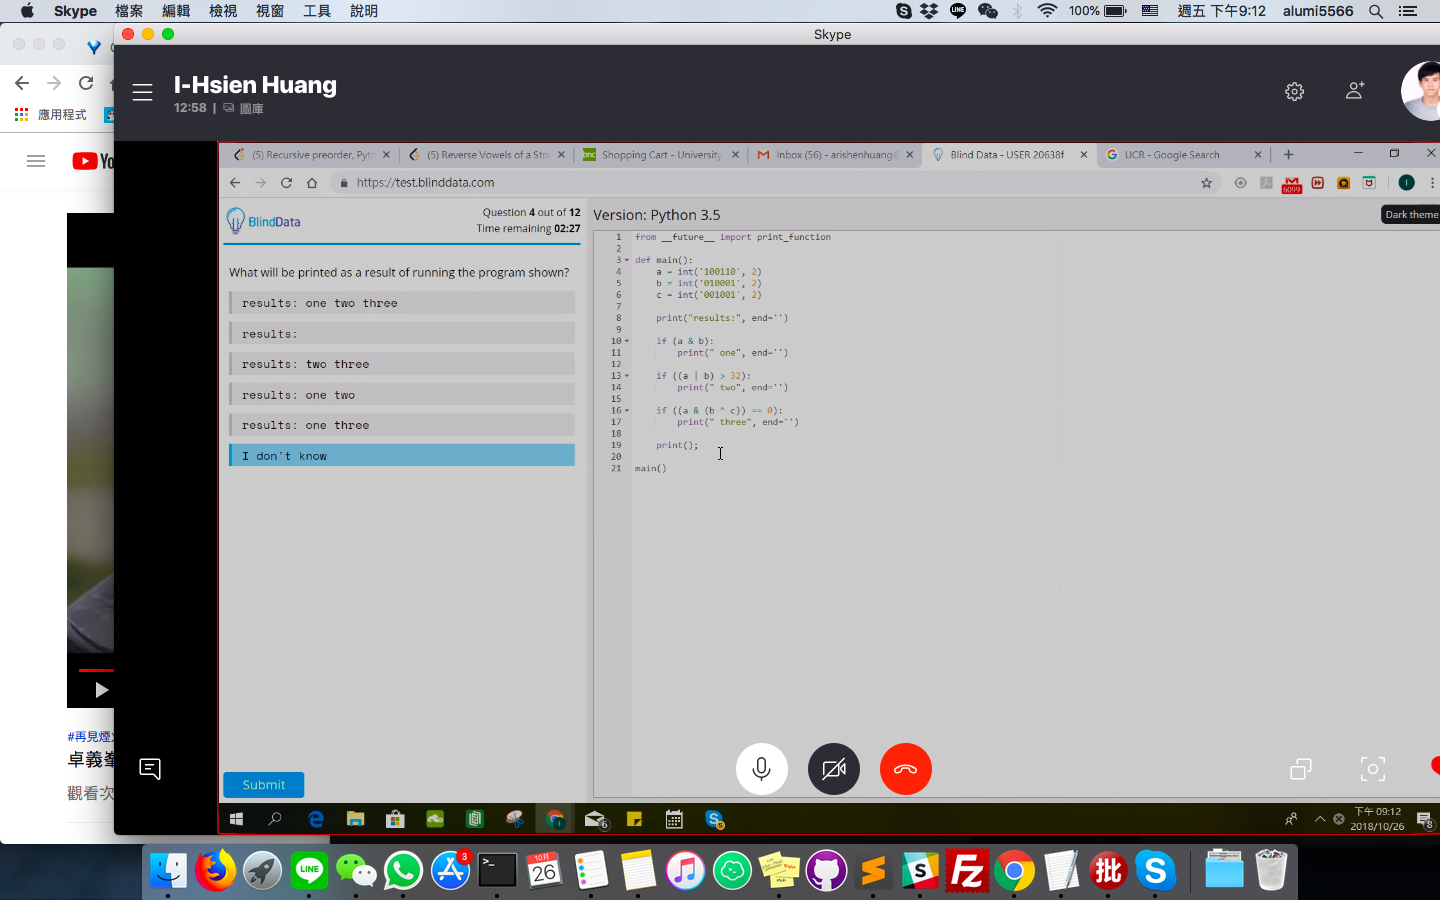 Skype 檔案 編輯 檢視 視窗 工具 說明 100% 週五 下午9:12 alumi5566
Skype
I-Hsien Huang
12:58 | 圖庫
應用程式
(5) Recursive preorder, Pyth (5) Reverse Vowels of a Stri Shopping Cart - University Inbox (56) - arishenhuang@ Blind Data - USER 20638f UCR - Google Search
https://test.blinddata.com
6099
BlindData
Question 4 out of 12
Time remaining 02:27
What will be printed as a result of running the program shown?
results: one two three
results:
results: two three
results: one two
results: one three
I don't know
Submit
Version: Python 3.5
Dark theme
1 from __future__ import print_function
2
3 def main():
4 a = int('100110', 2)
5 b = int('010001', 2)
6 c = int('001001', 2)
7
8 print("results:", end='')
9
10 if (a & b):
11 print(" one", end='')
12
13 if ((a | b) > 32):
14 print(" two", end='')
15
16 if ((a & (b ^ c)) == 0):
17 print(" three", end='')
18
19 print();
20
21 main()
#再見煙
卓義峯
觀看次
下午 09:12
2018/10/26
6
8
LINE
3
10月
26
S
Fz
批